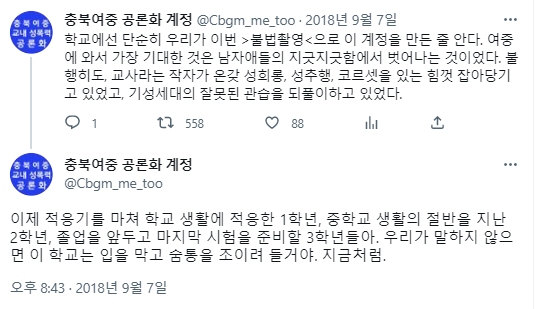 충북여중 공론화 계정 @Cbgm_me_too · 2018년 9월 7일
학교에선 단순히 우리가 이번 >불법촬영<으로 이 계정을 만든 줄 안다. 여중
에 와서 가장 기대한 것은 남자애들의 지긋지긋함에서 벗어나는 것이었다. 불
행히도, 교사라는 작자가 온갖 성희롱, 성추행, 코르셋을 있는 힘껏 잡아당기
고 있었고, 기성세대의 잘못된 관습을 되풀이하고 있었다.
1 558 88
충북여중
교내 성폭력
공론화
충북여중 공론화 계정
@Cbgm_me_too
충북여중
교내 성폭력
공론화
이제 적응기를 마쳐 학교 생활에 적응한 1학년, 중학교 생활의 절반을 지난
2학년, 졸업을 앞두고 마지막 시험을 준비할 3학년들아. 우리가 말하지 않으
면 이 학교는 입을 막고 숨통을 조이려 들거야. 지금처럼.
오후 8:43 · 2018년 9월 7일